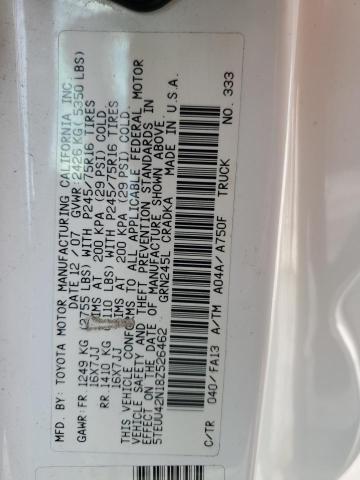 MFD. BY: TOYOTA MOTOR MANUFACTURING CALIFORNIA INC.
DATE 12 / 07 GVWR: 2426 KG ( 5350 LBS)
GAWR: FR 1249 KG (2755 LBS) WITH P245/75R16 TIRES
16X7JJ RIMS AT 200 KPA (29 PSI) COLD.
RR 1410 KG (3110 LBS) WITH P245/75R16 TIRES
16X7JJ RIMS AT 200 KPA (29 PSI) COLD.
THIS VEHICLE CONFORMS TO ALL APPLICABLE FEDERAL MOTOR
VEHICLE SAFETY AND THEFT PREVENTION STANDARDS IN
EFFECT ON THE DATE OF MANUFACTURE SHOWN ABOVE.
5TEUU42N18Z526462 GRN245L CRADKA MADE IN U.S.A.
C/TR 040/FA13 A/TM A04A/A750F TRUCK NO. 333